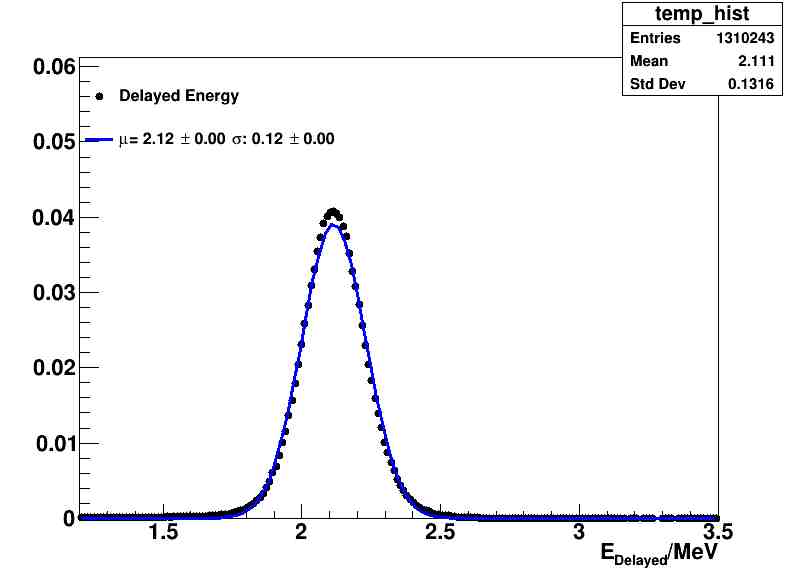 temp_hist
Entries 1310243
Mean 2.111
Std Dev 0.1316
0.06
Delayed Energy
0.05
μ= 2.12 ± 0.00 σ: 0.12 ± 0.00
0.04
0.03
0.02
0.01
0
1.5 2 2.5 3 3.5
E_Delayed/MeV